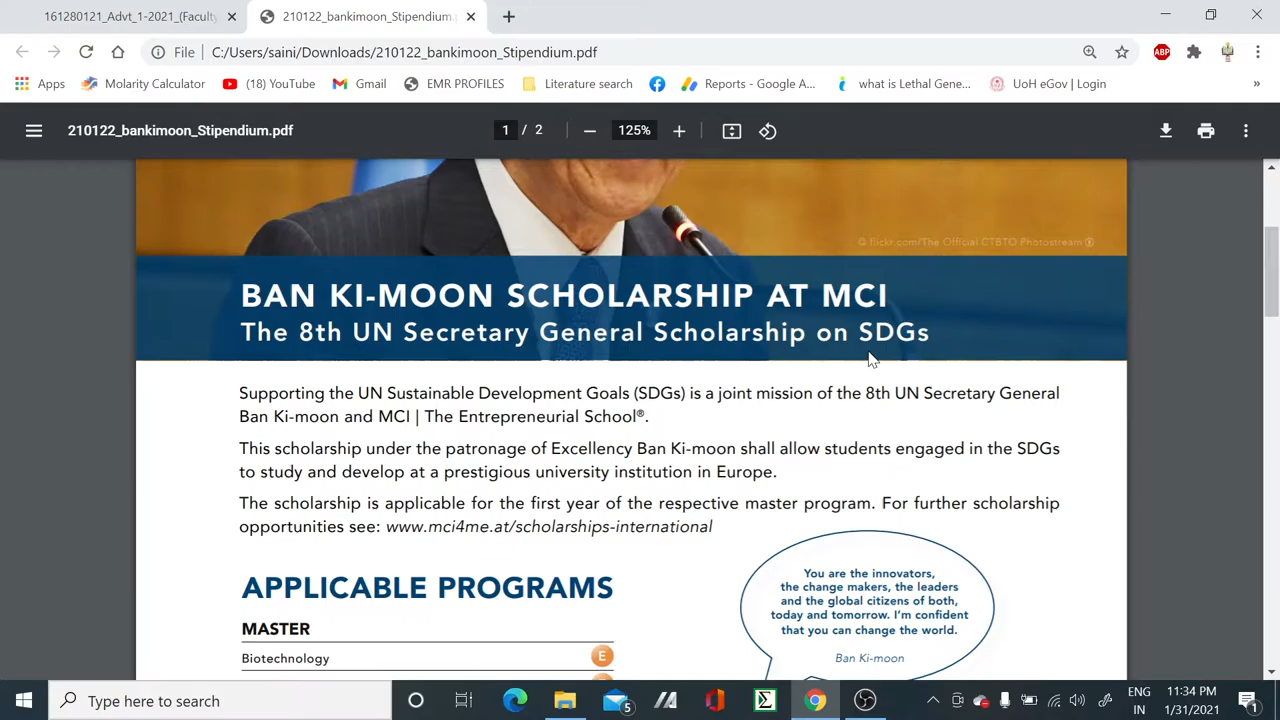 161280121_Advt_1-2021_(Faculty
210122_bankimoon_Stipendium.p
File
C:/Users/saini/Downloads/210122_bankimoon_Stipendium.pdf
ABP
Apps
Molarity Calculator
(18) YouTube
Gmail
EMR PROFILES
Literature search
Reports - Google A...
what is Lethal Gene...
UoH eGov | Login
»
210122_bankimoon_Stipendium.pdf
1 / 2
125%
© flickr.com/The Official CTBTO Photostream
BAN KI-MOON SCHOLARSHIP AT MCI
The 8th UN Secretary General Scholarship on SDGs
Supporting the UN Sustainable Development Goals (SDGs) is a joint mission of the 8th UN Secretary General
Ban Ki-moon and MCI | The Entrepreneurial School®.
This scholarship under the patronage of Excellency Ban Ki-moon shall allow students engaged in the SDGs
to study and develop at a prestigious university institution in Europe.
The scholarship is applicable for the first year of the respective master program. For further scholarship
opportunities see: www.mci4me.at/scholarships-international
APPLICABLE PROGRAMS
MASTER
Biotechnology
E
You are the innovators,
the change makers, the leaders
and the global citizens of both,
today and tomorrow. I'm confident
that you can change the world.
Ban Ki-moon
Type here to search
5
ENG
IN
11:34 PM
1/31/2021
1